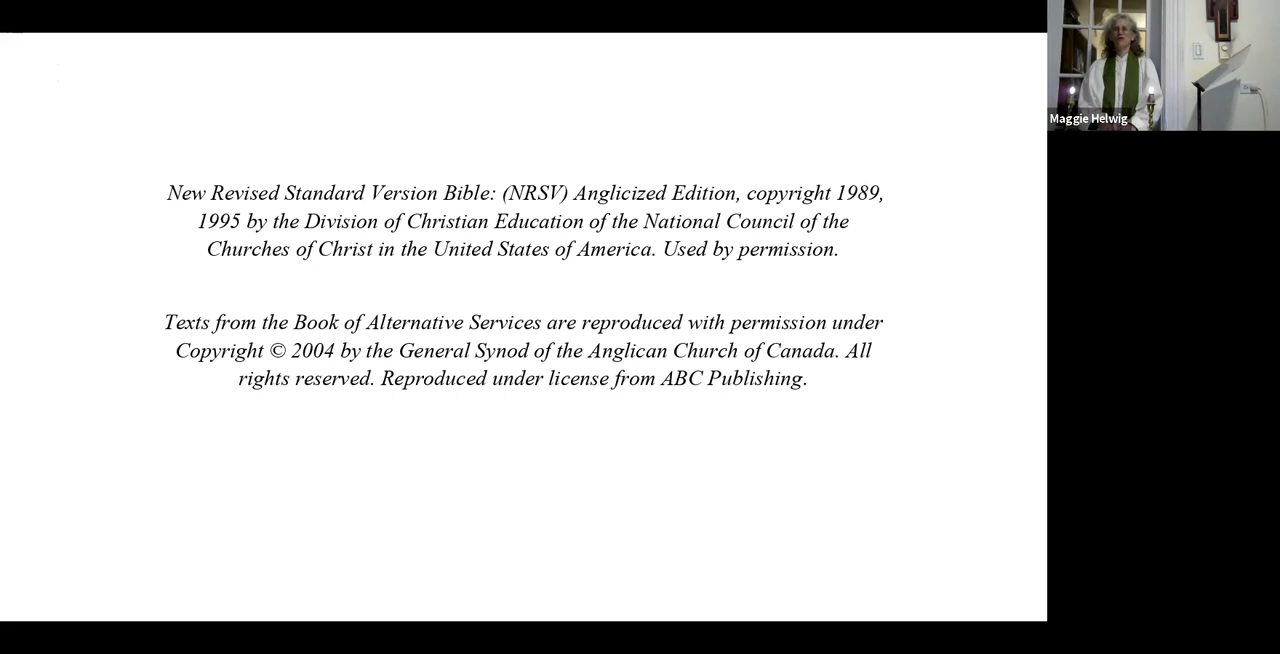 New Revised Standard Version Bible: (NRSV) Anglicized Edition, copyright 1989,
1995 by the Division of Christian Education of the National Council of the
Churches of Christ in the United States of America. Used by permission.
Texts from the Book of Alternative Services are reproduced with permission under
Copyright © 2004 by the General Synod of the Anglican Church of Canada. All
rights reserved. Reproduced under license from ABC Publishing.
Maggie Helwig